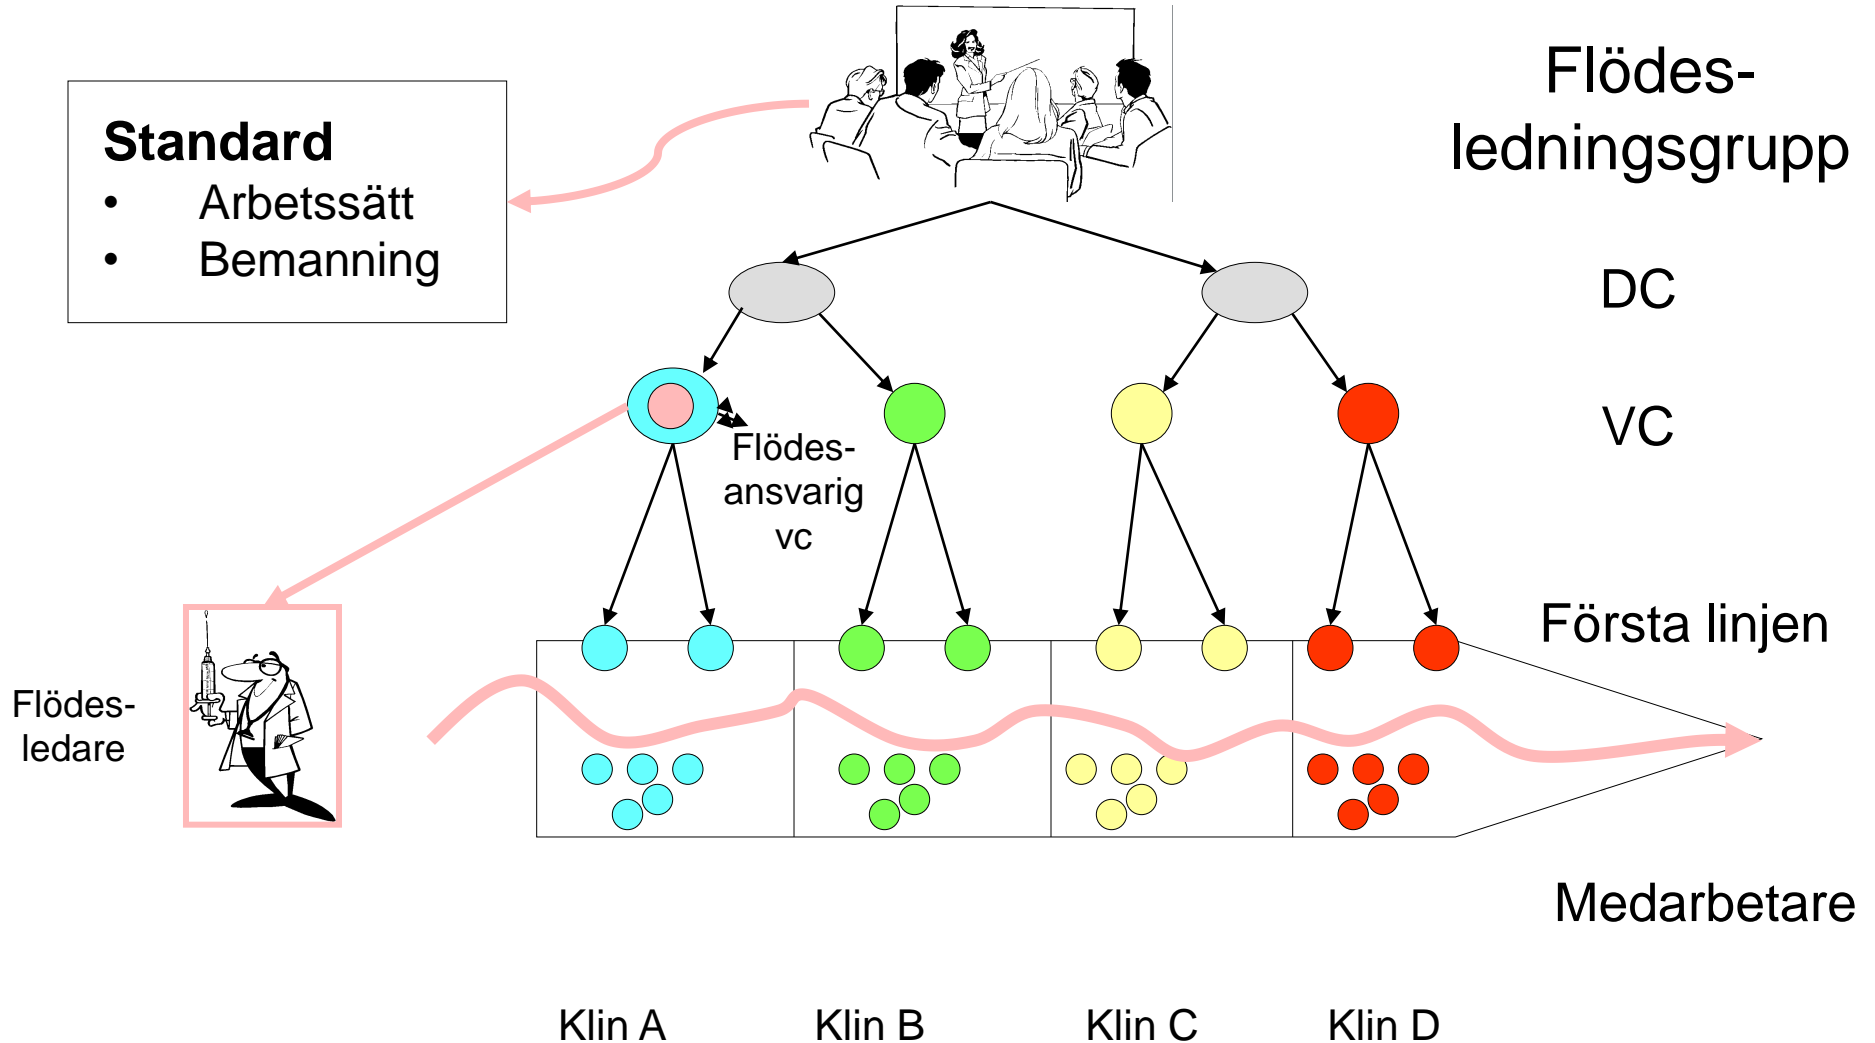 Flödes-
ledningsgrupp
Standard
• Arbetssätt
• Bemanning
DC
VC
Flödes-
ansvarig
vc
Första linjen
Flödes-
ledare
Medarbetare
Klin A
Klin B
Klin C
Klin D